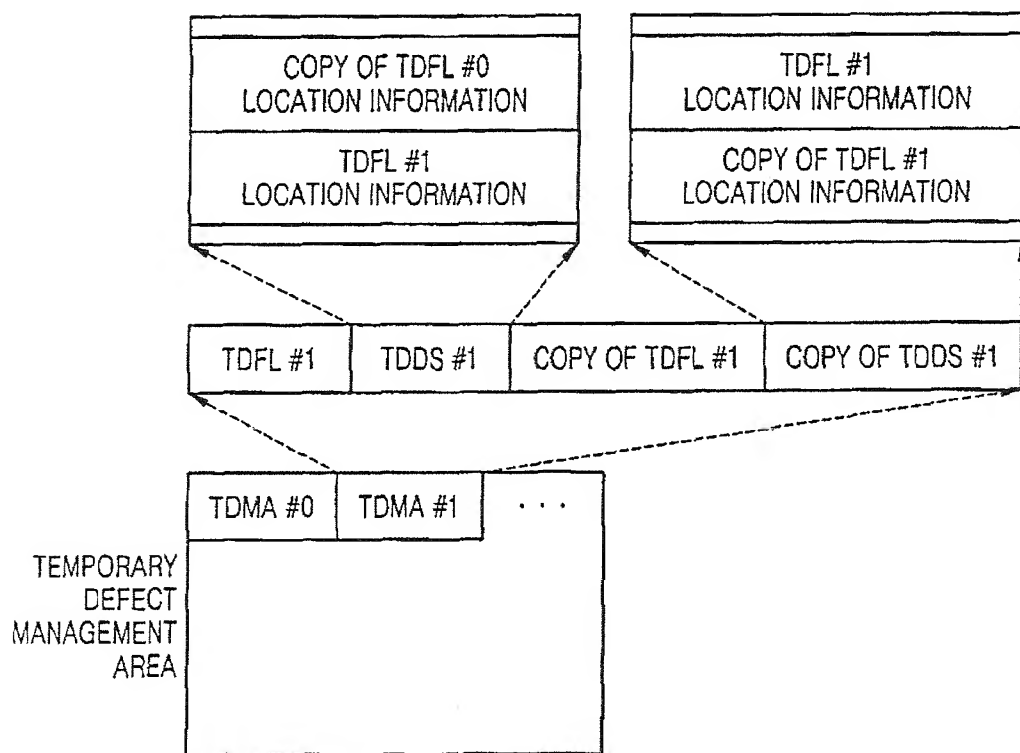 COPY OF TDFL #0
LOCATION INFORMATION
TDFL #1
LOCATION INFORMATION
TDFL #1
LOCATION INFORMATION
COPY OF TDFL #1
LOCATION INFORMATION
TDFL #1
TDDS #1
COPY OF TDFL #1
COPY OF TDDS #1
TDMA #0
TDMA #1
. . .
TEMPORARY
DEFECT
MANAGEMENT
AREA